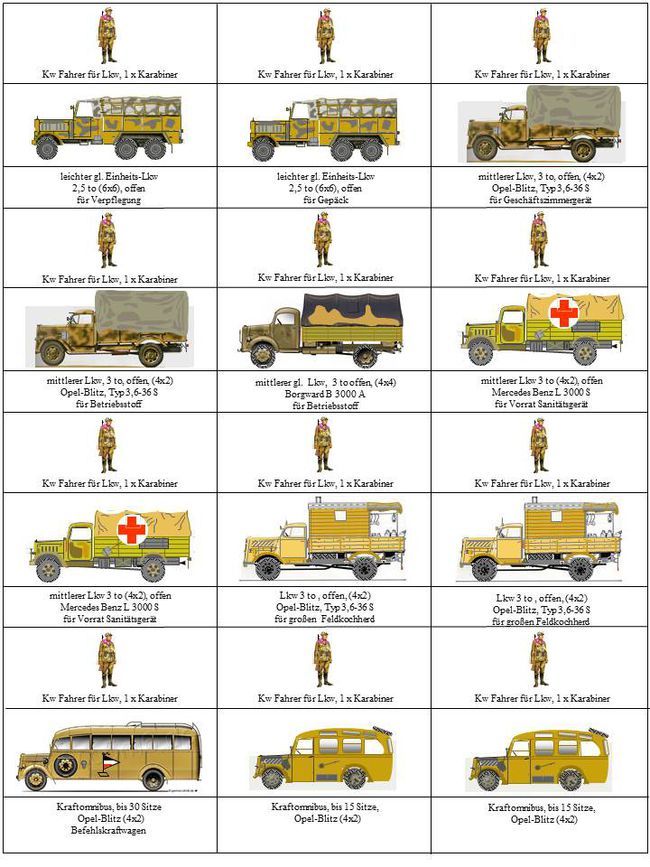 Kw Fahrer für Lkw, 1 x Karabiner
Kw Fahrer für Lkw, 1 x Karabiner
Kw Fahrer für Lkw, 1 x Karabiner
leichter gl. Einheits-Lkw
2,5 to (6x6), offen
für Verpflegung
leichter gl. Einheits-Lkw
2,5 to (6x6), offen
für Gepäck
mittlerer Lkw, 3 to, offen, (4x2)
Opel-Blitz, Typ 3,6-36 S
für Geschäftszimmergerät
Kw Fahrer für Lkw, 1 x Karabiner
Kw Fahrer für Lkw, 1 x Karabiner
Kw Fahrer für Lkw, 1 x Karabiner
mittlerer Lkw, 3 to, offen, (4x2)
Opel-Blitz, Typ 3,6-36 S
für Betriebsstoff
mittlerer gl. Lkw, 3 to offen, (4x4)
Borgward B 3000 A
für Betriebsstoff
mittlerer Lkw 3 to (4x2), offen
Mercedes Benz L 3000 S
für Vorrat Sanitätsgerät
Kw Fahrer für Lkw, 1 x Karabiner
Kw Fahrer für Lkw, 1 x Karabiner
Kw Fahrer für Lkw, 1 x Karabiner
mittlerer Lkw 3 to (4x2), offen
Mercedes Benz L 3000 S
für Vorrat Sanitätsgerät
Lkw 3 to , offen, (4x2)
Opel-Blitz, Typ 3,6-36 S
für großen Feldkochherd
Lkw 3 to , offen, (4x2)
Opel-Blitz, Typ 3,6-36 S
für großen Feldkochherd
Kw Fahrer für Lkw, 1 x Karabiner
Kw Fahrer für Lkw, 1 x Karabiner
Kw Fahrer für Lkw, 1 x Karabiner
Kraftomnibus, bis 30 Sitze
Opel-Blitz (4x2)
Befehlskraftwagen
Kraftomnibus, bis 15 Sitze,
Opel-Blitz (4x2)
Kraftomnibus, bis 15 Sitze,
Opel-Blitz (4x2)